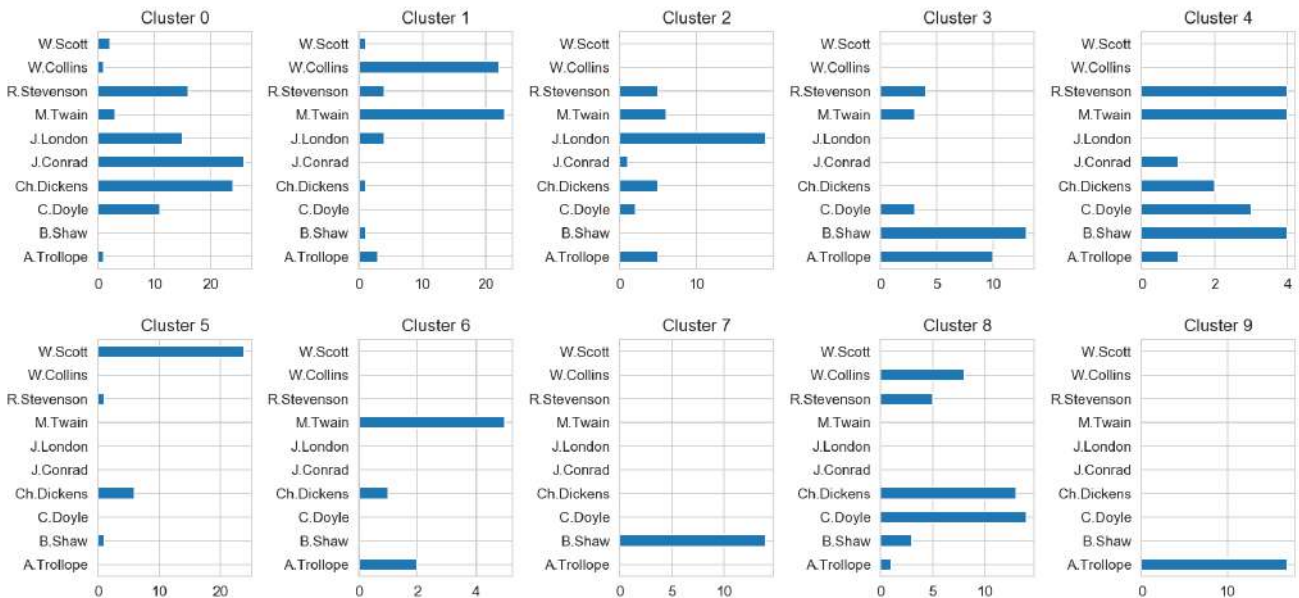 Cluster 0
W.Scott
W.Collins
R.Stevenson
M.Twain
J.London
J.Conrad
Ch.Dickens
C.Doyle
B.Shaw
A.Trollope
0 10 20
Cluster 1
W.Scott
W.Collins
R.Stevenson
M.Twain
J.London
J.Conrad
Ch.Dickens
C.Doyle
B.Shaw
A.Trollope
0 10 20
Cluster 2
W.Scott
W.Collins
R.Stevenson
M.Twain
J.London
J.Conrad
Ch.Dickens
C.Doyle
B.Shaw
A.Trollope
0 10
Cluster 3
W.Scott
W.Collins
R.Stevenson
M.Twain
J.London
J.Conrad
Ch.Dickens
C.Doyle
B.Shaw
A.Trollope
0 5 10
Cluster 4
W.Scott
W.Collins
R.Stevenson
M.Twain
J.London
J.Conrad
Ch.Dickens
C.Doyle
B.Shaw
A.Trollope
0 2 4
Cluster 5
W.Scott
W.Collins
R.Stevenson
M.Twain
J.London
J.Conrad
Ch.Dickens
C.Doyle
B.Shaw
A.Trollope
0 10 20
Cluster 6
W.Scott
W.Collins
R.Stevenson
M.Twain
J.London
J.Conrad
Ch.Dickens
C.Doyle
B.Shaw
A.Trollope
0 2 4
Cluster 7
W.Scott
W.Collins
R.Stevenson
M.Twain
J.London
J.Conrad
Ch.Dickens
C.Doyle
B.Shaw
A.Trollope
0 5 10
Cluster 8
W.Scott
W.Collins
R.Stevenson
M.Twain
J.London
J.Conrad
Ch.Dickens
C.Doyle
B.Shaw
A.Trollope
0 5 10
Cluster 9
W.Scott
W.Collins
R.Stevenson
M.Twain
J.London
J.Conrad
Ch.Dickens
C.Doyle
B.Shaw
A.Trollope
0 10